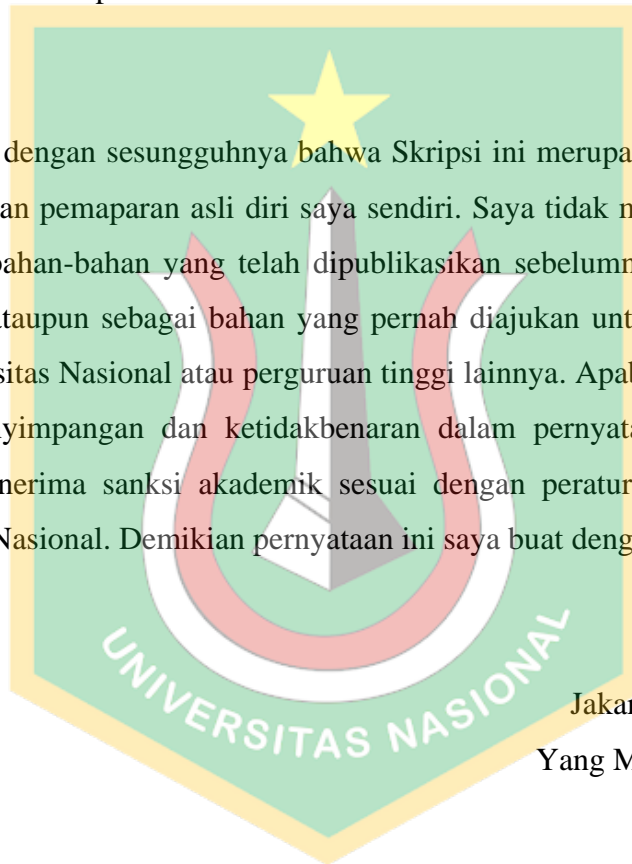 dengan sesungguhnya bahwa Skripsi ini merupa
an pemaparan asli diri saya sendiri. Saya tidak m
bahan-bahan yang telah dipublikasikan sebelumn
ataupun sebagai bahan yang pernah diajukan unt
sitas Nasional atau perguruan tinggi lainnya. Apab
nyimpangan dan ketidakbenaran dalam pernyata
nerima sanksi akademik sesuai dengan peratur
Nasional. Demikian pernyataan ini saya buat deng
UNIVERSITAS NASIONAL
Jakar
Yang M